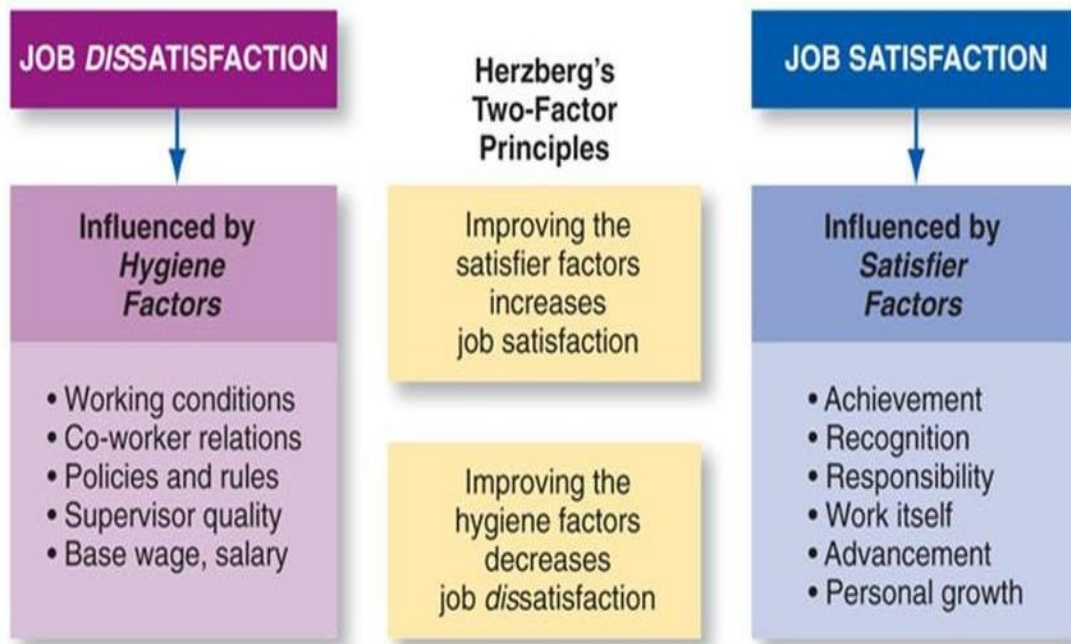 JOB DISSATISFACTION
Influenced by
Hygiene
Factors
• Working conditions
• Co-worker relations
• Policies and rules
• Supervisor quality
• Base wage, salary
Herzberg's
Two-Factor
Principles
Improving the
satisfier factors
increases
job satisfaction
Improving the
hygiene factors
decreases
job dissatisfaction
JOB SATISFACTION
Influenced by
Satisfier
Factors
• Achievement
• Recognition
• Responsibility
• Work itself
• Advancement
• Personal growth